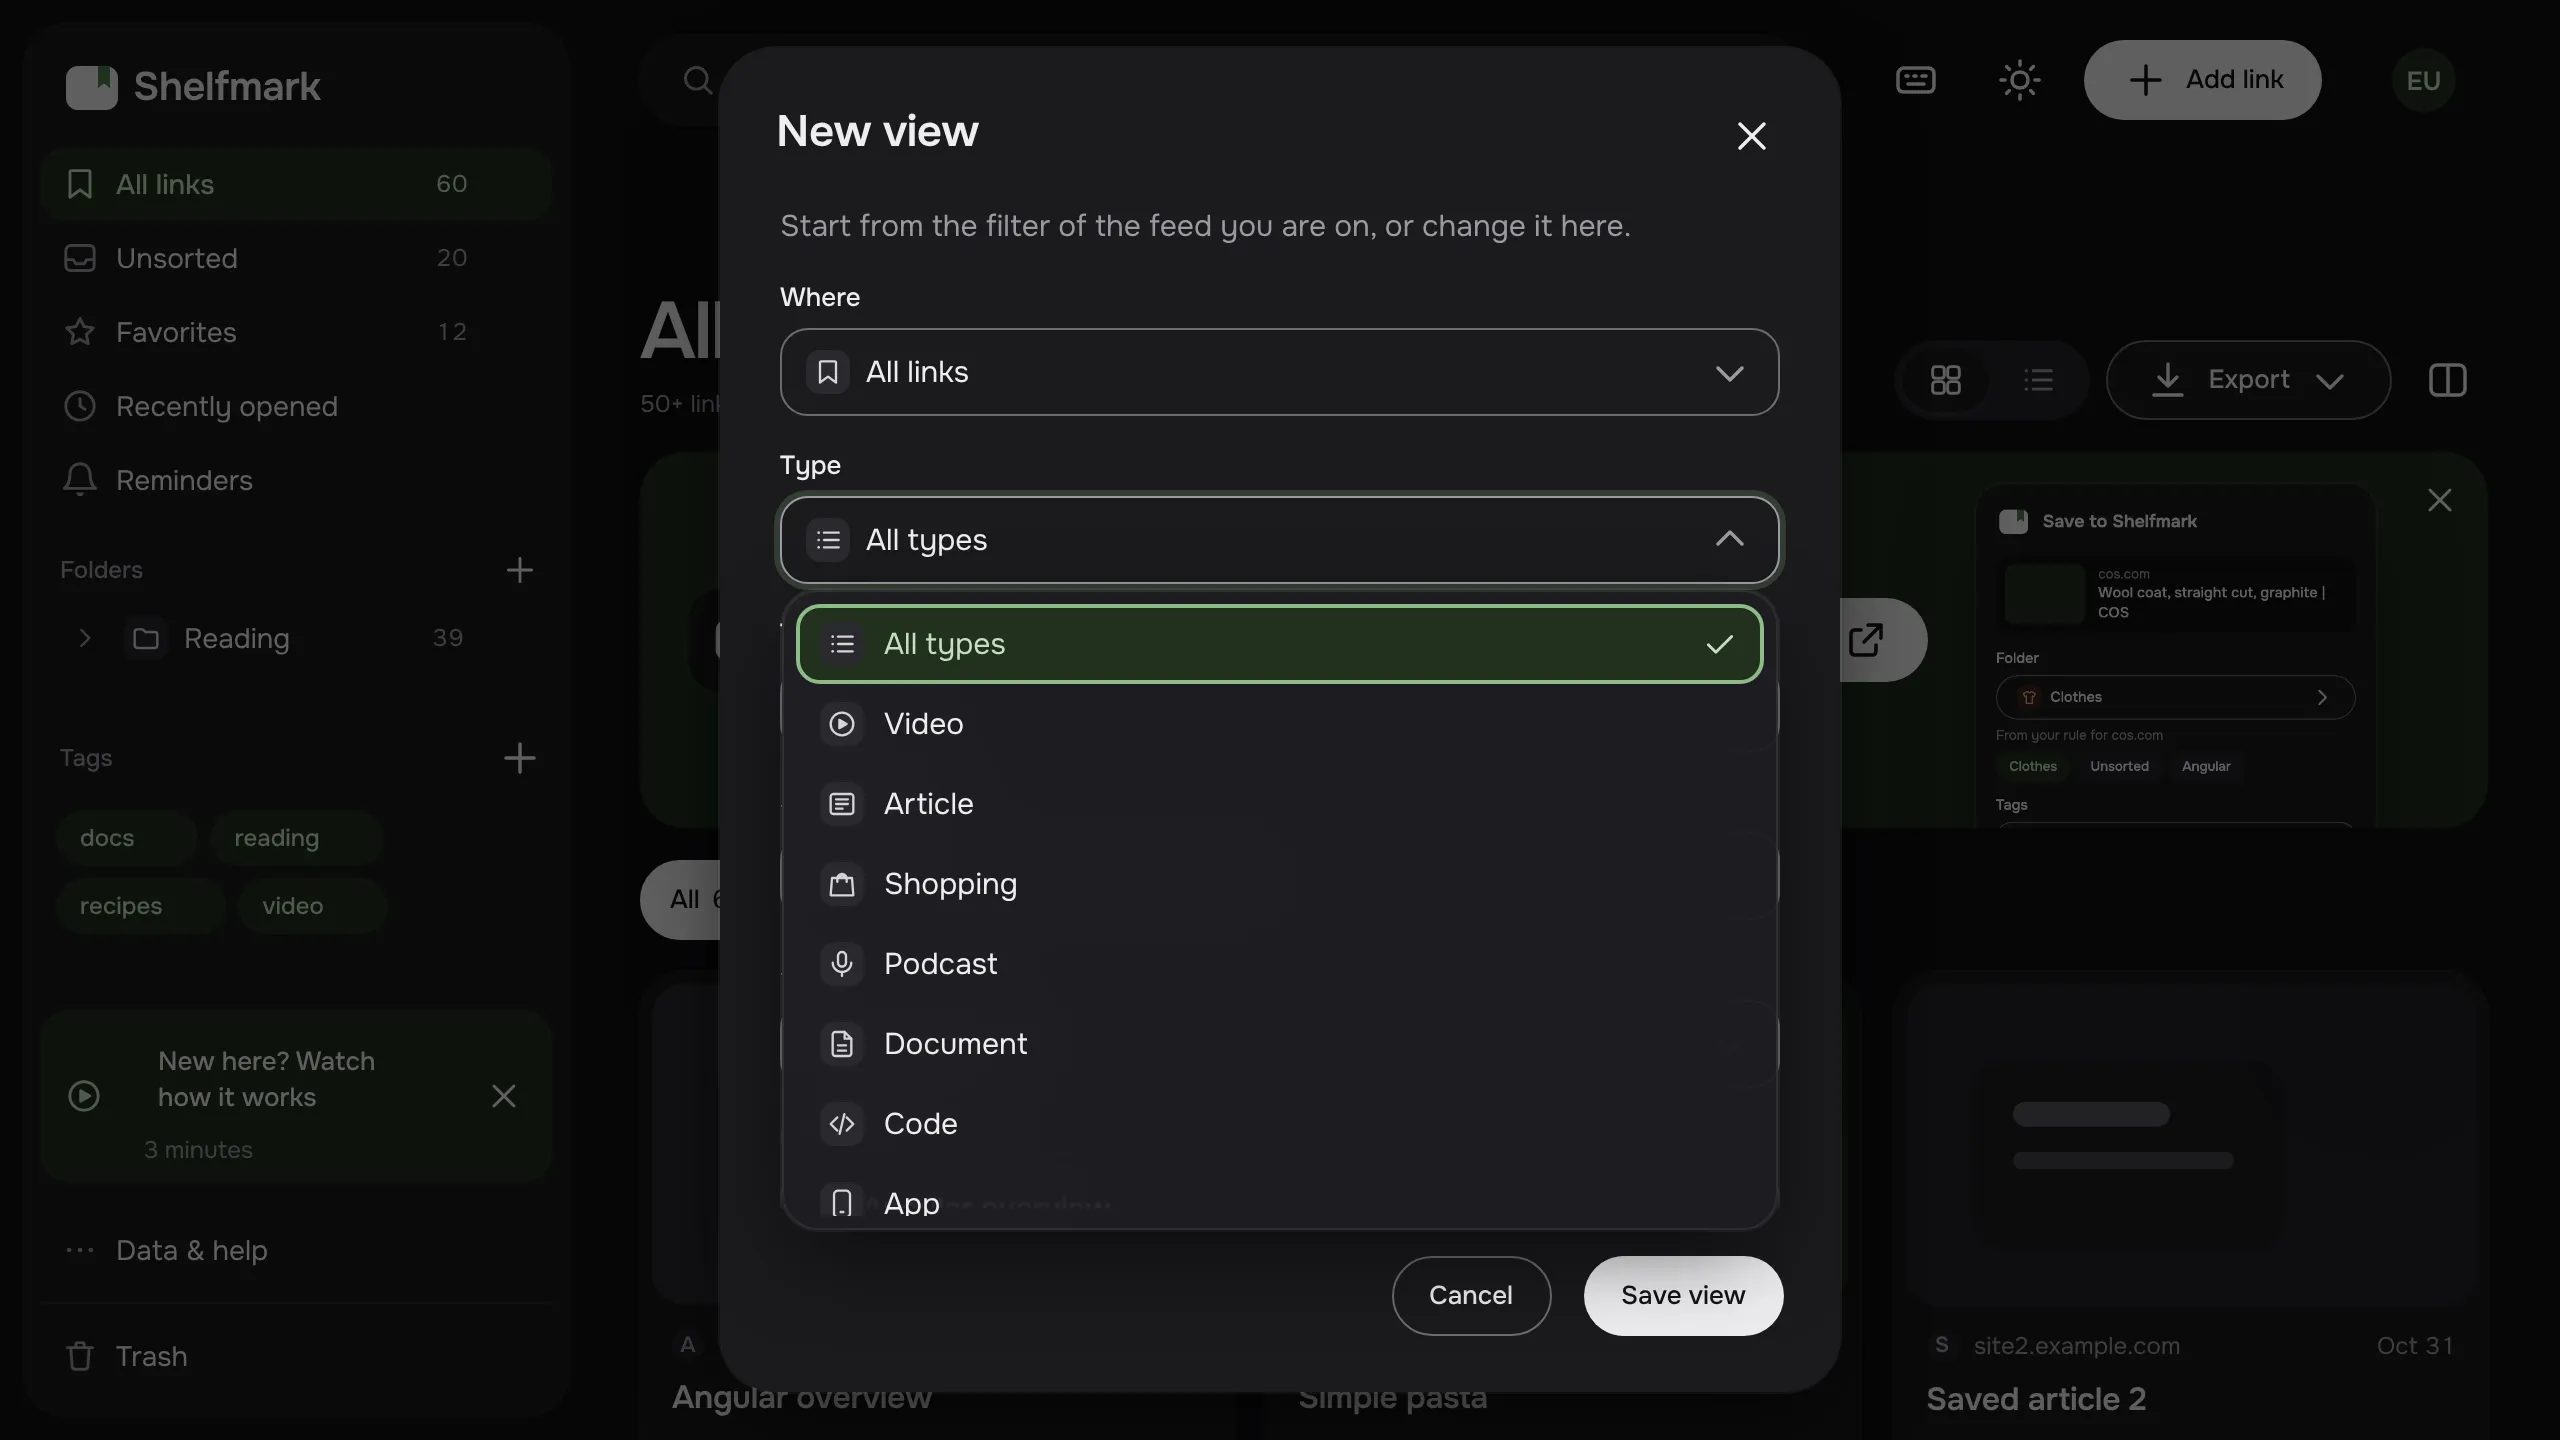 Shelfmark
All links 60
Unsorted 20
Favorites 12
Recently opened
Reminders
Folders
Reading 39
Tags
docs reading
recipes video
New here? Watch
how it works
3 minutes
Data & help
Trash
Add link
EU
All
50+
Export
New view
Start from the filter of the feed you are on, or change it here.
Where
All links
Type
All types
All types
Video
Article
Shopping
Podcast
Document
Code
App
Cancel Save view
Save to Shelfmark
cos.com
Wool coat, straight cut, graphite |
COS
Folder
Clothes
From your rule for cos.com
Clothes Unsorted Angular
Tags
All
A
Angular overview
Simple pasta
S site2.example.com Oct 31
Saved article 2